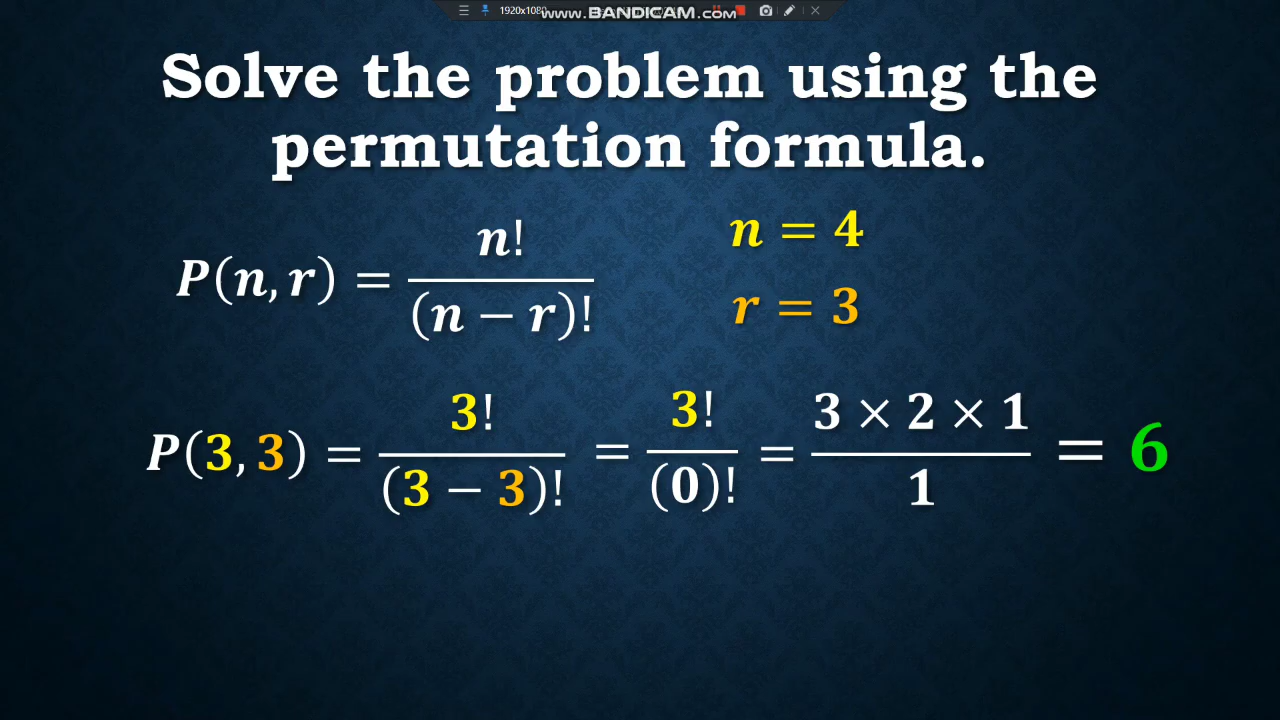 1920x1080 www.BANDICAM.com
Solve the problem using the
permutation formula.
P(n, r) = n! / (n − r)!
n = 4
r = 3
P(3, 3) = 3! / (3 − 3)! = 3! / (0)! = 3 × 2 × 1 / 1 = 6